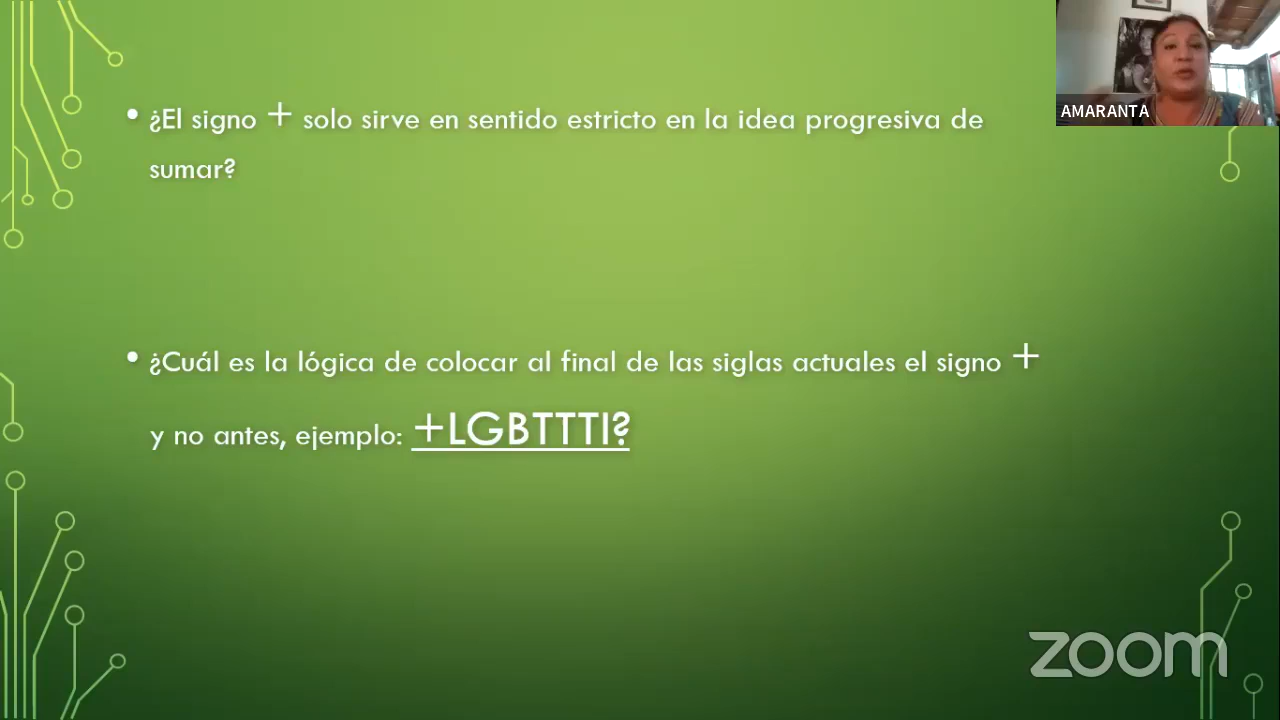 • ¿El signo + solo sirve en sentido estricto en la idea progresiva de
sumar?
AMARANTA
• ¿Cuál es la lógica de colocar al final de las siglas actuales el signo +
y no antes, ejemplo: +LGBTTTI?
zoom